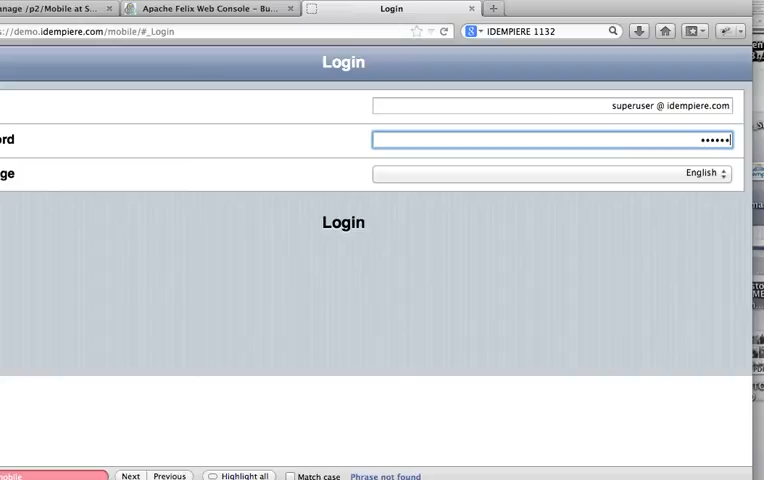 anage /p2/Mobile at S... Apache Felix Web Console – Bu... Login
s://demo.idempiere.com/mobile/#_Login IDEMPIERE 1132
Login
superuser @ idempiere.com
ord ••••••
ge English
Login
mobile Next Previous Highlight all Match case Phrase not found